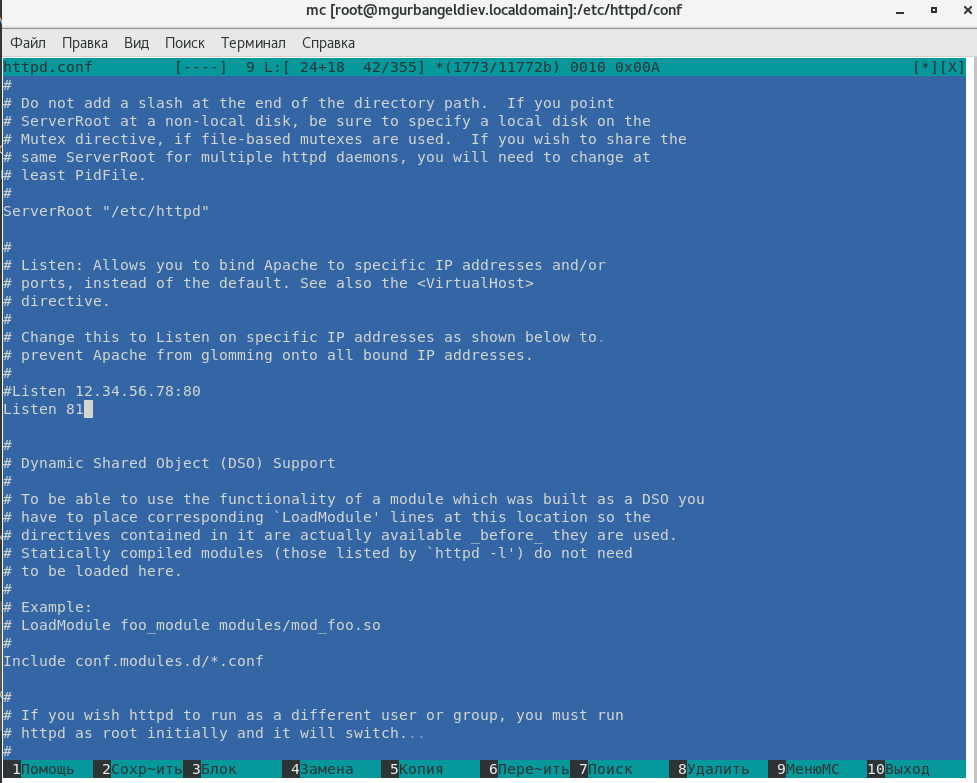 mc [root@mgurbangeldiev.localdomain]:/etc/httpd/conf
Файл Правка Вид Поиск Терминал Справка
httpd.conf [----] 9 L:[ 24+18 42/355] *(1773/11772b) 0010 0x00A [*][X]
#
# Do not add a slash at the end of the directory path. If you point
# ServerRoot at a non-local disk, be sure to specify a local disk on the
# Mutex directive, if file-based mutexes are used. If you wish to share the
# same ServerRoot for multiple httpd daemons, you will need to change at
# least PidFile.
#
ServerRoot "/etc/httpd"
#
# Listen: Allows you to bind Apache to specific IP addresses and/or
# ports, instead of the default. See also the <VirtualHost>
# directive.
#
# Change this to Listen on specific IP addresses as shown below to.
# prevent Apache from glomming onto all bound IP addresses.
#
#Listen 12.34.56.78:80
Listen 81
#
# Dynamic Shared Object (DSO) Support
#
# To be able to use the functionality of a module which was built as a DSO you
# have to place corresponding `LoadModule' lines at this location so the
# directives contained in it are actually available _before_ they are used.
# Statically compiled modules (those listed by `httpd -l') do not need
# to be loaded here.
#
# Example:
# LoadModule foo_module modules/mod_foo.so
#
Include conf.modules.d/*.conf
#
# If you wish httpd to run as a different user or group, you must run
# httpd as root initially and it will switch...
#
1Помощь 2Сохр~ить 3Блок 4Замена 5Копия 6Пере~ить 7Поиск 8Удалить 9МенюMC 10Выход